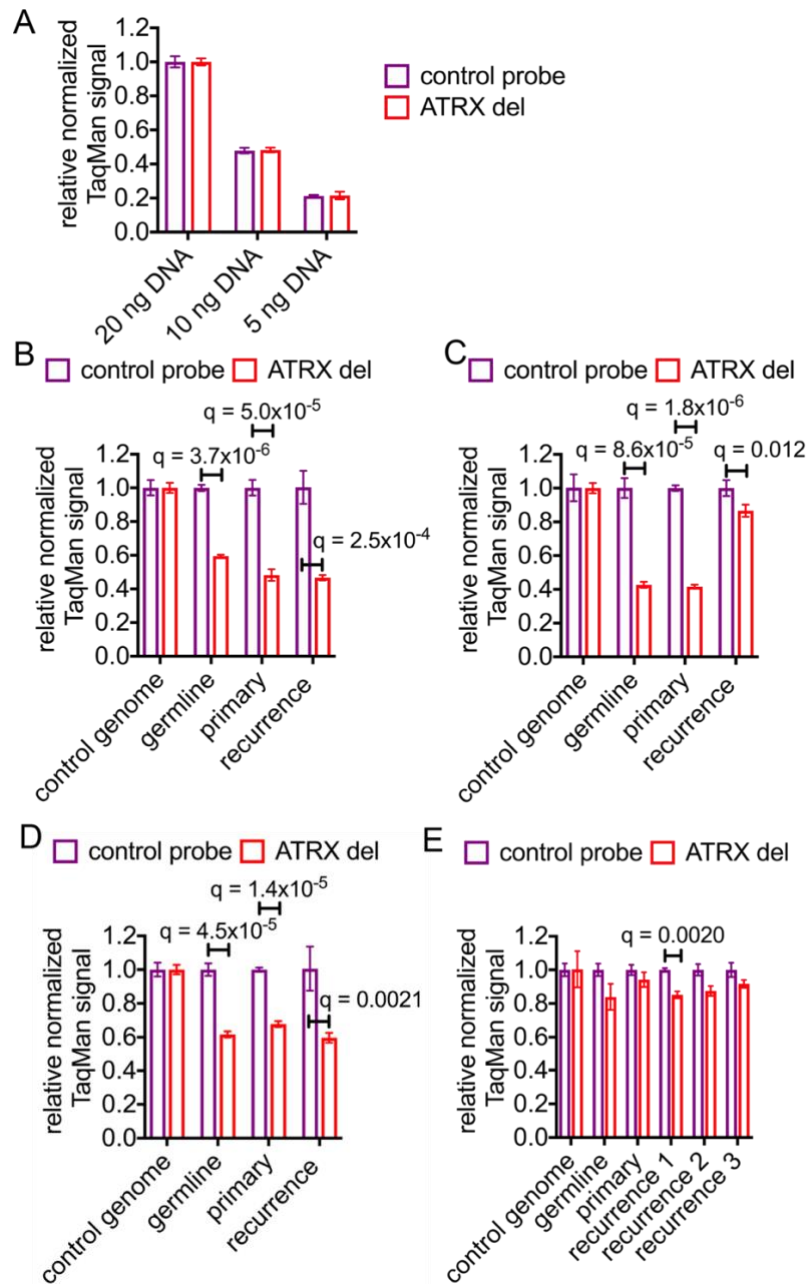 A
relative normalized
TaqMan signal
1.2
1.0
0.8
0.6
0.4
0.2
0.0
20 ng DNA
10 ng DNA
5 ng DNA
control probe
ATRX del
B
control probe ATRX del
q = 5.0x10⁻⁵
q = 3.7x10⁻⁶
q = 2.5x10⁻⁴
relative normalized
TaqMan signal
1.2
1.0
0.8
0.6
0.4
0.2
0.0
control genome
germline
primary
recurrence
C
control probe ATRX del
q = 1.8x10⁻⁶
q = 8.6x10⁻⁵
q = 0.012
relative normalized
TaqMan signal
1.2
1.0
0.8
0.6
0.4
0.2
0.0
control genome
germline
primary
recurrence
D
control probe ATRX del
q = 1.4x10⁻⁵
q = 4.5x10⁻⁵
q = 0.0021
relative normalized
TaqMan signal
1.2
1.0
0.8
0.6
0.4
0.2
0.0
control genome
germline
primary
recurrence
E
control probe ATRX del
q = 0.0020
relative normalized
TaqMan signal
1.2
1.0
0.8
0.6
0.4
0.2
0.0
control genome
germline
primary
recurrence 1
recurrence 2
recurrence 3